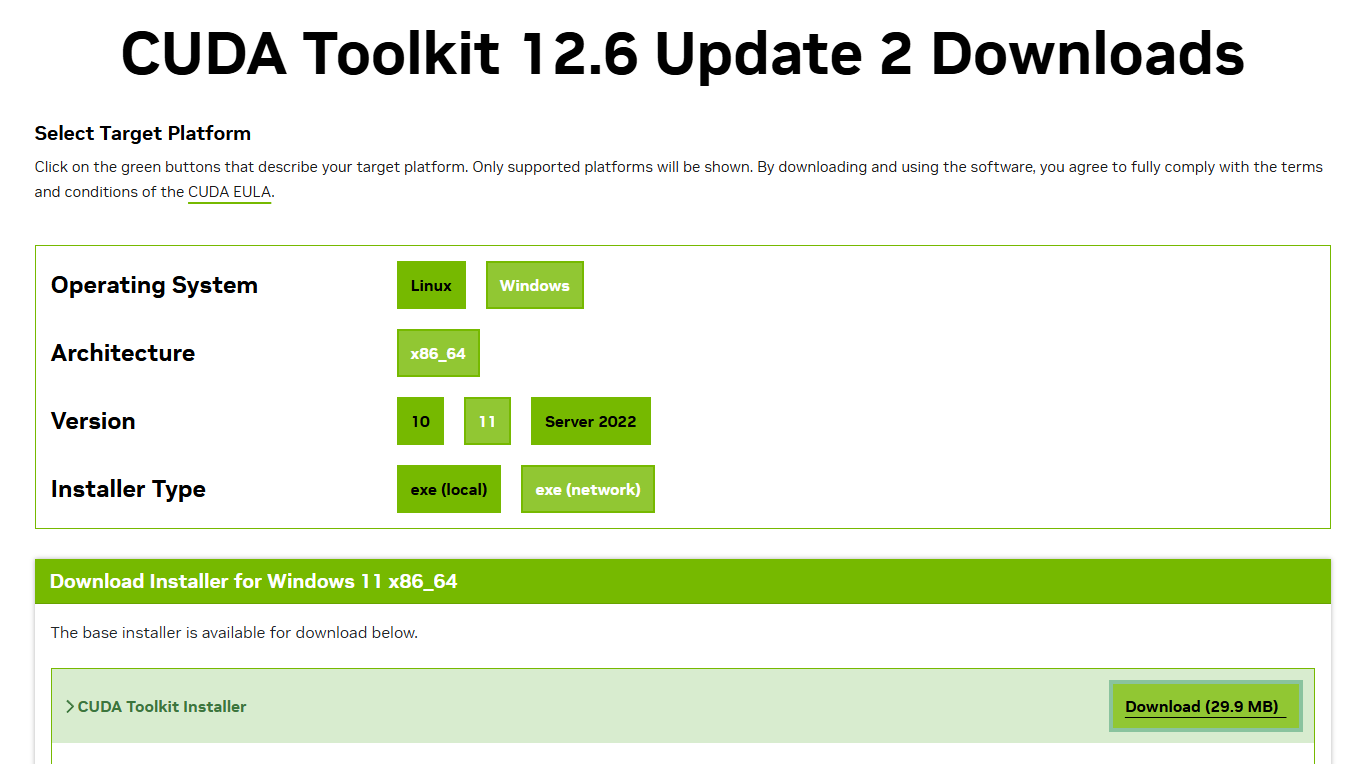 CUDA Toolkit 12.6 Update 2 Downloads
Select Target Platform
Click on the green buttons that describe your target platform. Only supported platforms will be shown. By downloading and using the software, you agree to fully comply with the terms
and conditions of the CUDA EULA.
Operating System Linux Windows
Architecture x86_64
Version 10 11 Server 2022
Installer Type exe (local) exe (network)
Download Installer for Windows 11 x86_64
The base installer is available for download below.
CUDA Toolkit Installer Download (29.9 MB)